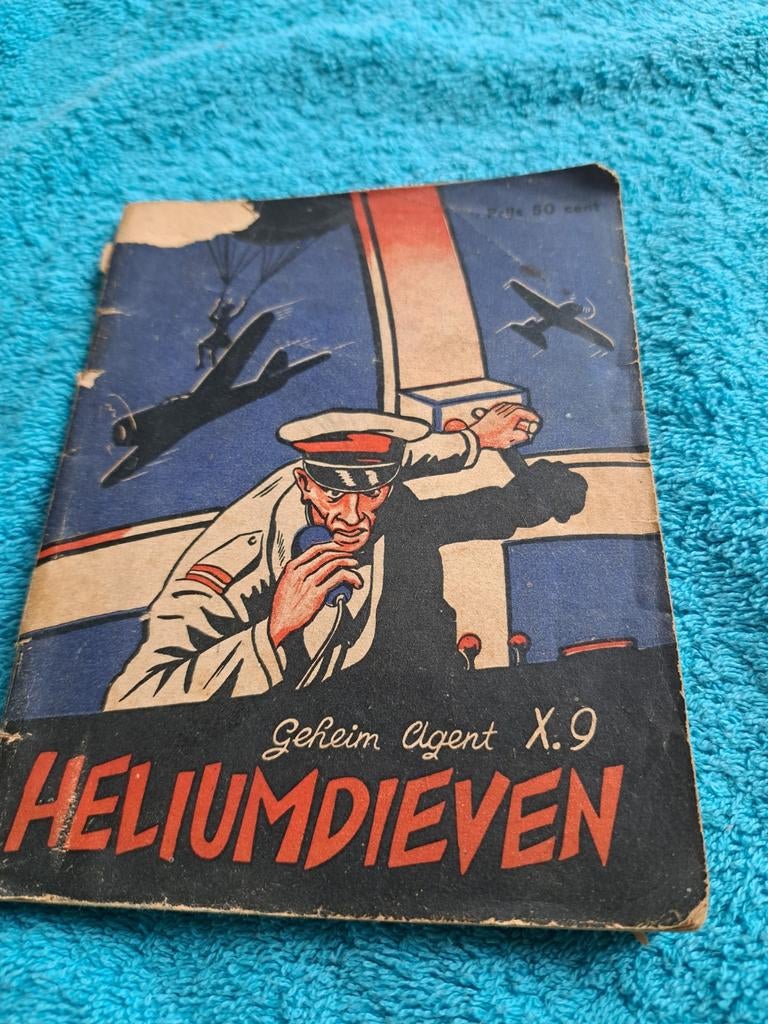 Prijs 50 cent
Geheim Agent X.9
HELIUMDIEVEN